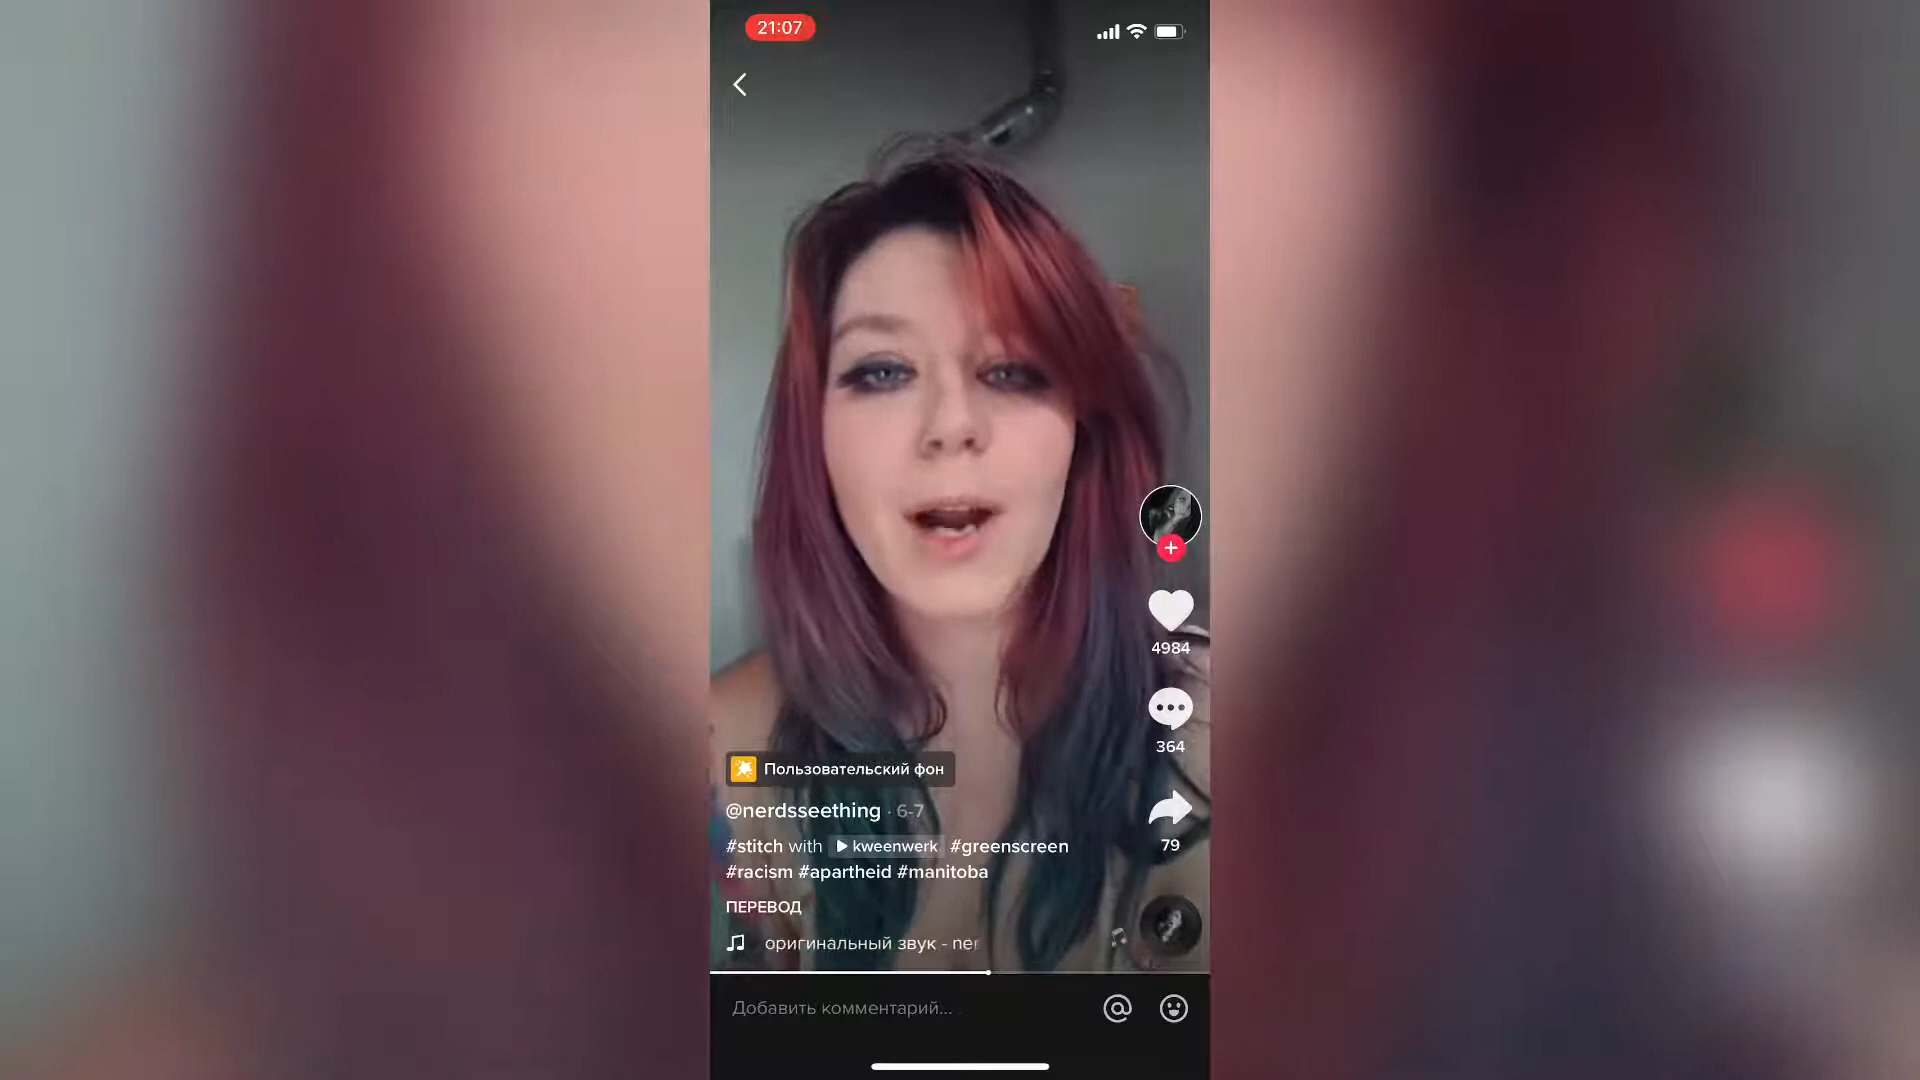 21:07
4984
364
Пользовательский фон
@nerdsseething · 6-7
#stitch with kweenwerk #greenscreen
79
#racism #apartheid #manitoba
ПЕРЕВОД
оригинальный звук - ner
Добавить комментарий...